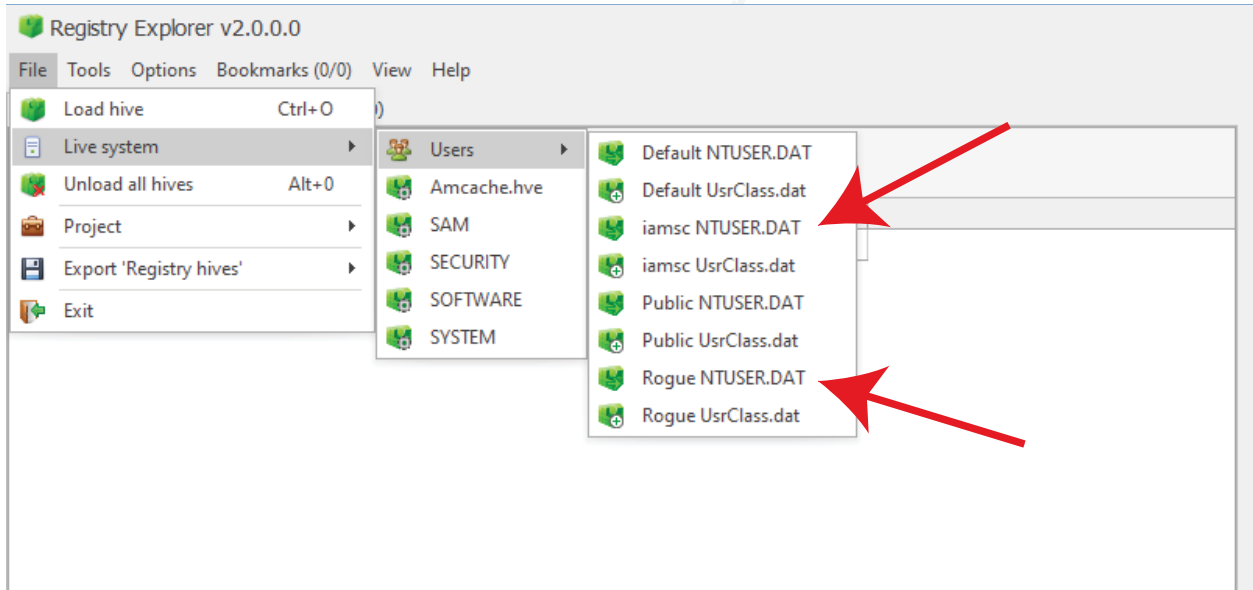 Registry Explorer v2.0.0.0
File Tools Options Bookmarks (0/0) View Help
Load hive Ctrl+O
Live system
Unload all hives Alt+0
Project
Export 'Registry hives'
Exit
Users
Amcache.hve
SAM
SECURITY
SOFTWARE
SYSTEM
Default NTUSER.DAT
Default UsrClass.dat
iamsc NTUSER.DAT
iamsc UsrClass.dat
Public NTUSER.DAT
Public UsrClass.dat
Rogue NTUSER.DAT
Rogue UsrClass.dat